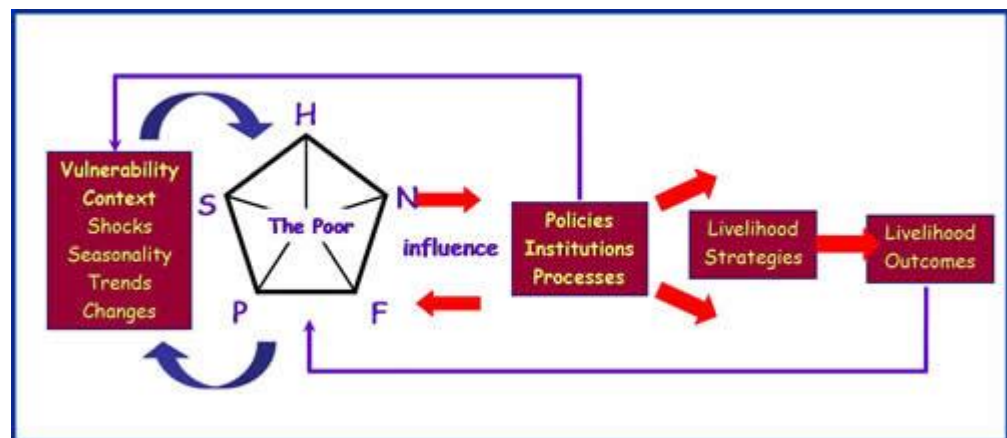 Vulnerability
Context
Shocks
Seasonality
Trends
Changes
H
S
N
The Poor
P
F
influence
Policies
Institutions
Processes
Livelihood
Strategies
Livelihood
Outcomes